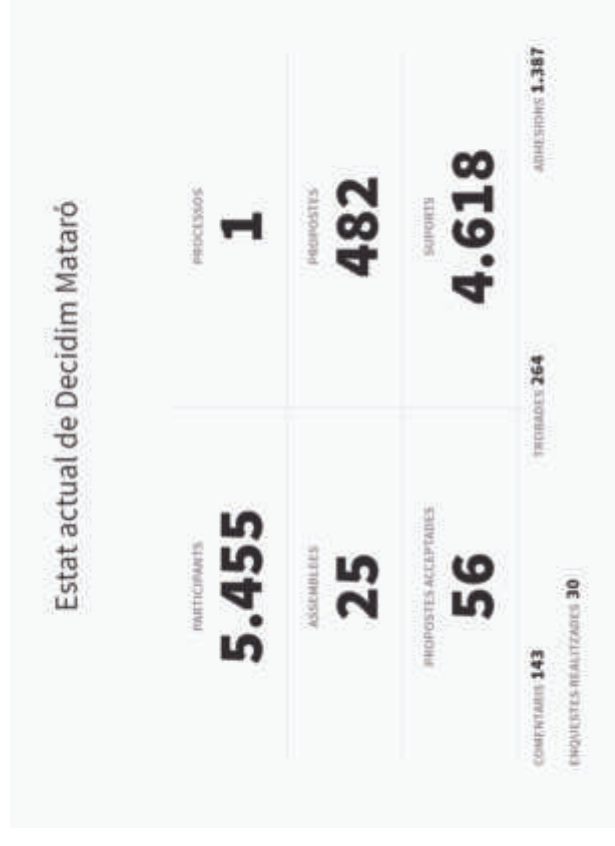 Estat actual de Decidim Mataró
PARTICIPANTS
5.455
PROCESSOS
1
ASSEMBLEES
25
PROPOSTES
482
PROPOSTES ACCEPTADES
56
SUPORTS
4.618
COMENTARIS 143
TROBADES 264
ADHESIONS 1.387
ENQUESTES REALITZADES 30